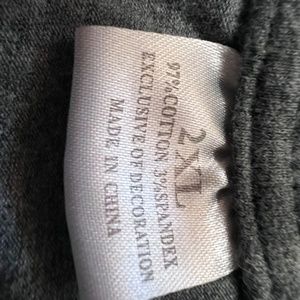 2XL
97%COTTON 3%SPANDEX
EXCLUSIVE OF DECORATION
MADE IN CHINA